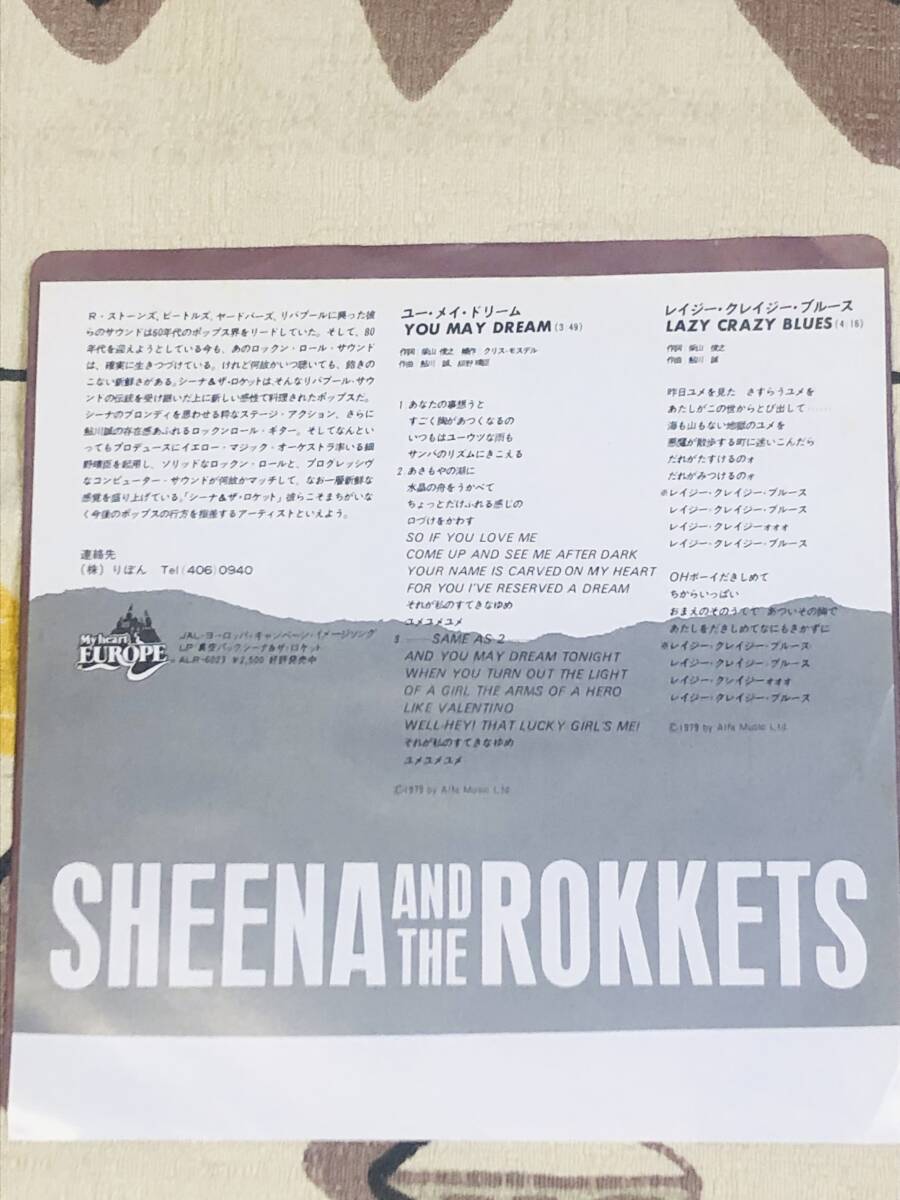 R・ストーンズ、ビートルズ、ヤードバーズ、リバプールに興った彼
らのサウンドは60年代のポップス界をリードしていた。そして、80
年代を迎えようとしている今も、あのロックン・ロール・サウンド
は、確実に生きつづけている。けれど何故かいつ聴いても、飽きの
こない新鮮さがある。シーナ&ザ・ロケットはそんなリバプール・サウ
ンドの伝統を受け継いだ上に新しい感性で料理されたポップスだ。
シーナのブロンディを思わせる粋なステージ・アクション、さらに
鮎川誠の存在感あふれるロックンロール・ギター。そしてなんとい
ってもプロデュースにイエロー・マジック・オーケストラ率いる細
野晴臣を起用し、ソリッドなロックン・ロールと、プログレッシヴ
なコンピューター・サウンドが何故かマッチして、なお一層新鮮な
感覚を盛り上げている。「シーナ&ザ・ロケット」彼らこそまちがいな
く今後のポップスの行方を指差するアーティストといえよう。
連絡先
(株) りぼん Tel (406) 0940
My heart
EUROPE
JAL・ヨーロッパ・キャンペーン・イメージソング
LP 真空パック シーナ&ザ・ロケット
ALR-6023 ¥2,500 好評発売中
ユー・メイ・ドリーム
YOU MAY DREAM (3:49)
作詞 柴山 俊之 補作 クリス・モスデル
作曲 鮎川 誠, 細野晴臣
1. あなたの事想うと
すごく胸があつくなるの
いつもはユーウツな雨も
サンバのリズムにきこえる
2. あさもやの湖に
水晶の舟をうかべて
ちょっとだけふれる感じの
口づけをかわす
SO IF YOU LOVE ME
COME UP AND SEE ME AFTER DARK
YOUR NAME IS CARVED ON MY HEART
FOR YOU I'VE RESERVED A DREAM
それが私のすてきなゆめ
ユメユメユメ
3. ——SAME AS 2——
AND YOU MAY DREAM TONIGHT
WHEN YOU TURN OUT THE LIGHT
OF A GIRL THE ARMS OF A HERO
LIKE VALENTINO
WELL-HEY! THAT LUCKY GIRL'S ME!
それが私のすてきなゆめ
ユメユメユメ
©1979 by Alfa Music Ltd.
レイジー・クレイジー・ブルース
LAZY CRAZY BLUES (4:16)
作詞 柴山 俊之
作曲 鮎川 誠
昨日ユメを見た さすらうユメを
あたしがこの世からとび出して……
海も山もない地獄のユメを
悪魔が散歩する町に迷いこんだら
だれがたすけるのォ
だれがみつけるのォ
※レイジー・クレイジー・ブルース
レイジー・クレイジー・ブルース
レイジー・クレイジーォォォ
レイジー・クレイジー・ブルース
OHボーイだきしめて
ちからいっぱい
おまえのそのうでで あついその胸で
あたしをだきしめてなにもきかずに
※レイジー・クレイジー・ブルース
レイジー・クレイジー・ブルース
レイジー・クレイジーォォォ
レイジー・クレイジー・ブルース
©1979 by Alfa Music Ltd.
SHEENA AND THE ROKKETS